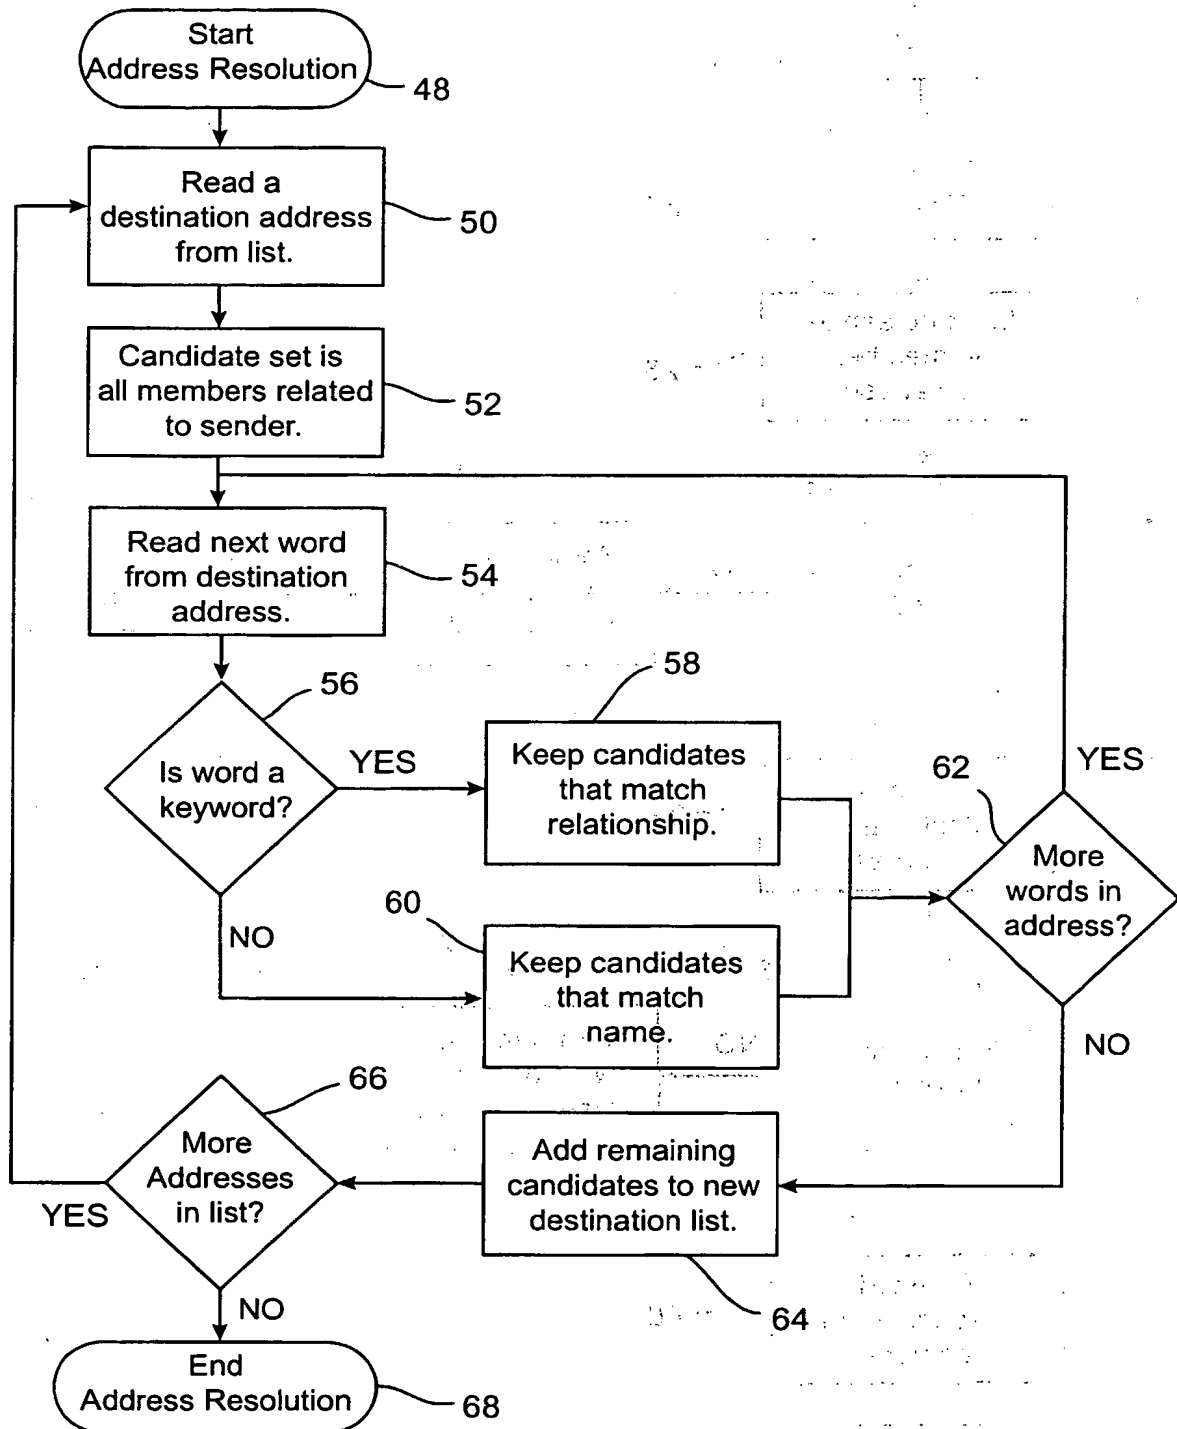 Start
Address Resolution
48
Read a
destination address
from list.
50
Candidate set is
all members related
to sender.
52
Read next word
from destination
address.
54
56
Is word a
keyword?
YES
NO
58
Keep candidates
that match
relationship.
60
Keep candidates
that match
name.
62
More
words in
address?
YES
NO
Add remaining
candidates to new
destination list.
64
66
More
Addresses
in list?
YES
NO
End
Address Resolution
68